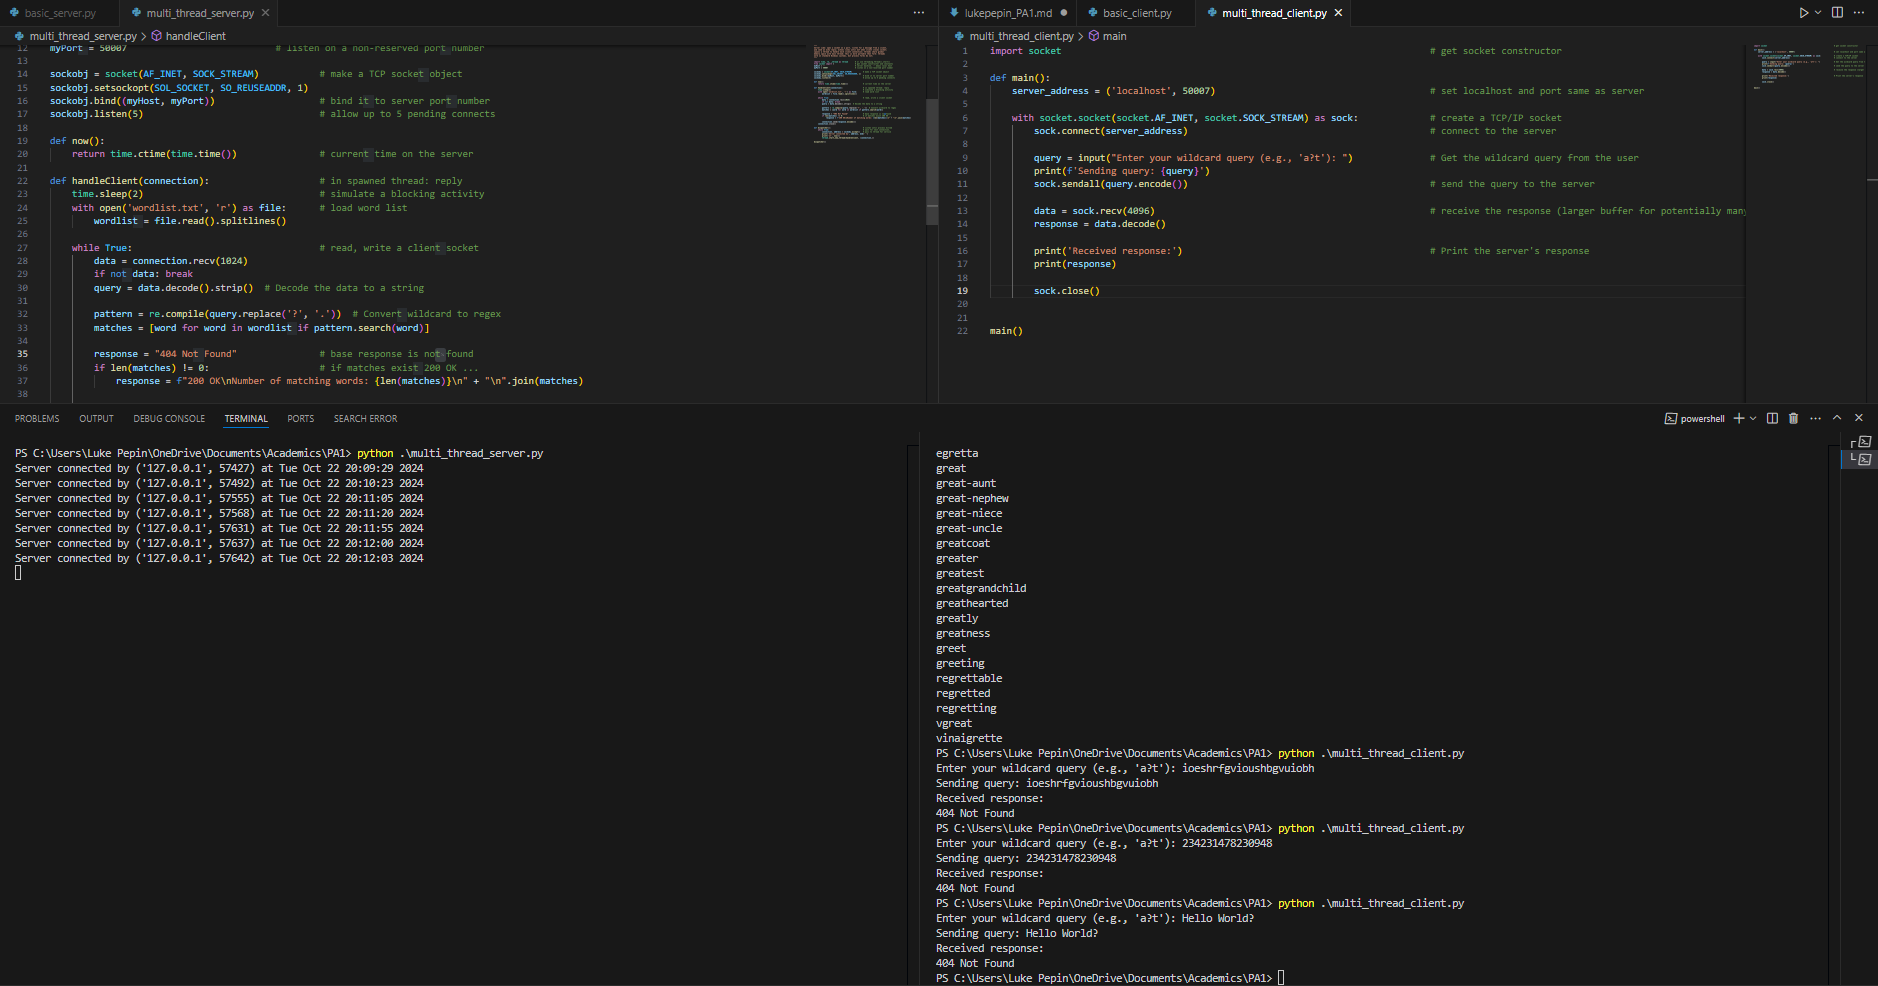 basic_server.py
multi_thread_server.py
multi_thread_server.py > handleClient
12 myPort = 50007 # listen on a non-reserved port number
13
14 sockobj = socket(AF_INET, SOCK_STREAM) # make a TCP socket object
15 sockobj.setsockopt(SOL_SOCKET, SO_REUSEADDR, 1)
16 sockobj.bind((myHost, myPort)) # bind it to server port number
17 sockobj.listen(5) # allow up to 5 pending connects
18
19 def now():
20 return time.ctime(time.time()) # current time on the server
21
22 def handleClient(connection): # in spawned thread: reply
23 time.sleep(2) # simulate a blocking activity
24 with open('wordlist.txt', 'r') as file: # load word list
25 wordlist = file.read().splitlines()
26
27 while True: # read, write a client socket
28 data = connection.recv(1024)
29 if not data: break
30 query = data.decode().strip() # Decode the data to a string
31
32 pattern = re.compile(query.replace('?', '.')) # Convert wildcard to regex
33 matches = [word for word in wordlist if pattern.search(word)]
34
35 response = "404 Not Found" # base response is not-found
36 if len(matches) != 0: # if matches exist 200 OK ...
37 response = f"200 OK\nNumber of matching words: {len(matches)}\n" + "\n".join(matches)
38
lukepepin_PA1.md
basic_client.py
multi_thread_client.py
multi_thread_client.py > main
1 import socket # get socket constructor
2
3 def main():
4 server_address = ('localhost', 50007) # set localhost and port same as server
5
6 with socket.socket(socket.AF_INET, socket.SOCK_STREAM) as sock: # create a TCP/IP socket
7 sock.connect(server_address) # connect to the server
8
9 query = input("Enter your wildcard query (e.g., 'a?t'): ") # Get the wildcard query from the user
10 print(f'Sending query: {query}')
11 sock.sendall(query.encode()) # send the query to the server
12
13 data = sock.recv(4096) # receive the response (larger buffer for potentially many
14 response = data.decode()
15
16 print('Received response:') # Print the server's response
17 print(response)
18
19 sock.close()
20
21
22 main()
PROBLEMS OUTPUT DEBUG CONSOLE TERMINAL PORTS SEARCH ERROR
powershell
PS C:\Users\Luke Pepin\OneDrive\Documents\Academics\PA1> python .\multi_thread_server.py
Server connected by ('127.0.0.1', 57427) at Tue Oct 22 20:09:29 2024
Server connected by ('127.0.0.1', 57492) at Tue Oct 22 20:10:23 2024
Server connected by ('127.0.0.1', 57555) at Tue Oct 22 20:11:05 2024
Server connected by ('127.0.0.1', 57568) at Tue Oct 22 20:11:20 2024
Server connected by ('127.0.0.1', 57631) at Tue Oct 22 20:11:55 2024
Server connected by ('127.0.0.1', 57637) at Tue Oct 22 20:12:00 2024
Server connected by ('127.0.0.1', 57642) at Tue Oct 22 20:12:03 2024
egretta
great
great-aunt
great-nephew
great-niece
great-uncle
greatcoat
greater
greatest
greatgrandchild
greathearted
greatly
greatness
greet
greeting
regrettable
regretted
regretting
vgreat
vinaigrette
PS C:\Users\Luke Pepin\OneDrive\Documents\Academics\PA1> python .\multi_thread_client.py
Enter your wildcard query (e.g., 'a?t'): ioeshrfgvioushbgvuiobh
Sending query: ioeshrfgvioushbgvuiobh
Received response:
404 Not Found
PS C:\Users\Luke Pepin\OneDrive\Documents\Academics\PA1> python .\multi_thread_client.py
Enter your wildcard query (e.g., 'a?t'): 234231478230948
Sending query: 234231478230948
Received response:
404 Not Found
PS C:\Users\Luke Pepin\OneDrive\Documents\Academics\PA1> python .\multi_thread_client.py
Enter your wildcard query (e.g., 'a?t'): Hello World?
Sending query: Hello World?
Received response:
404 Not Found
PS C:\Users\Luke Pepin\OneDrive\Documents\Academics\PA1>